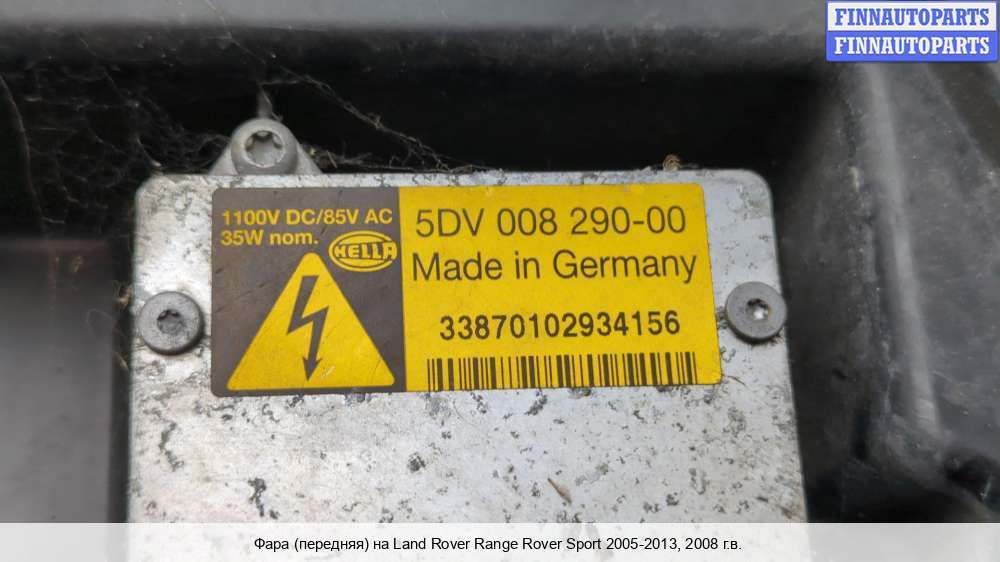 FINNAUTOPARTS
FINNAUTOPARTS
1100V DC/85V AC
35W nom.
HELLA
5DV 008 290-00
Made in Germany
33870102934156
Фара (передняя) на Land Rover Range Rover Sport 2005-2013, 2008 г.в.